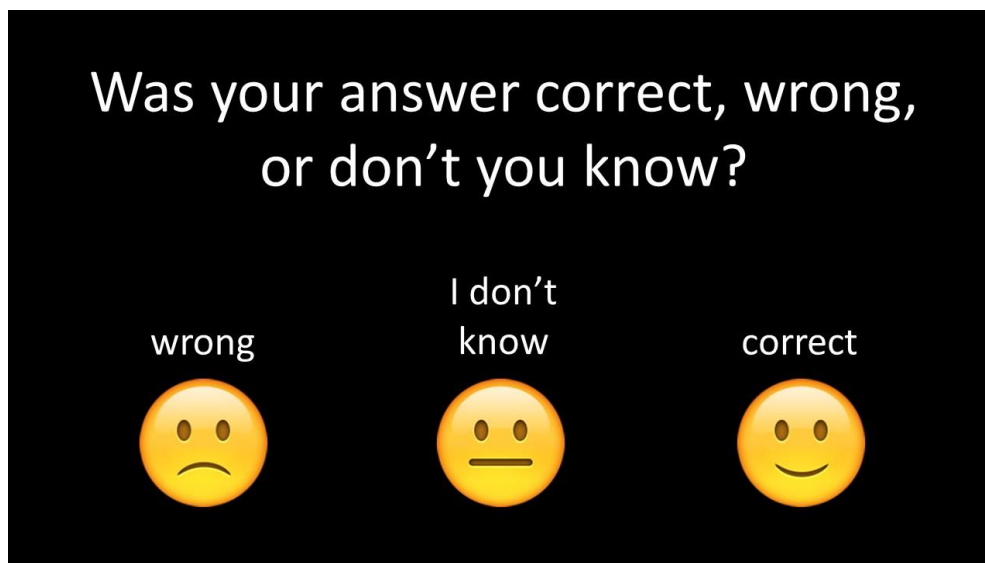 Was your answer correct, wrong,
or don’t you know?
I don’t
know
wrong
correct